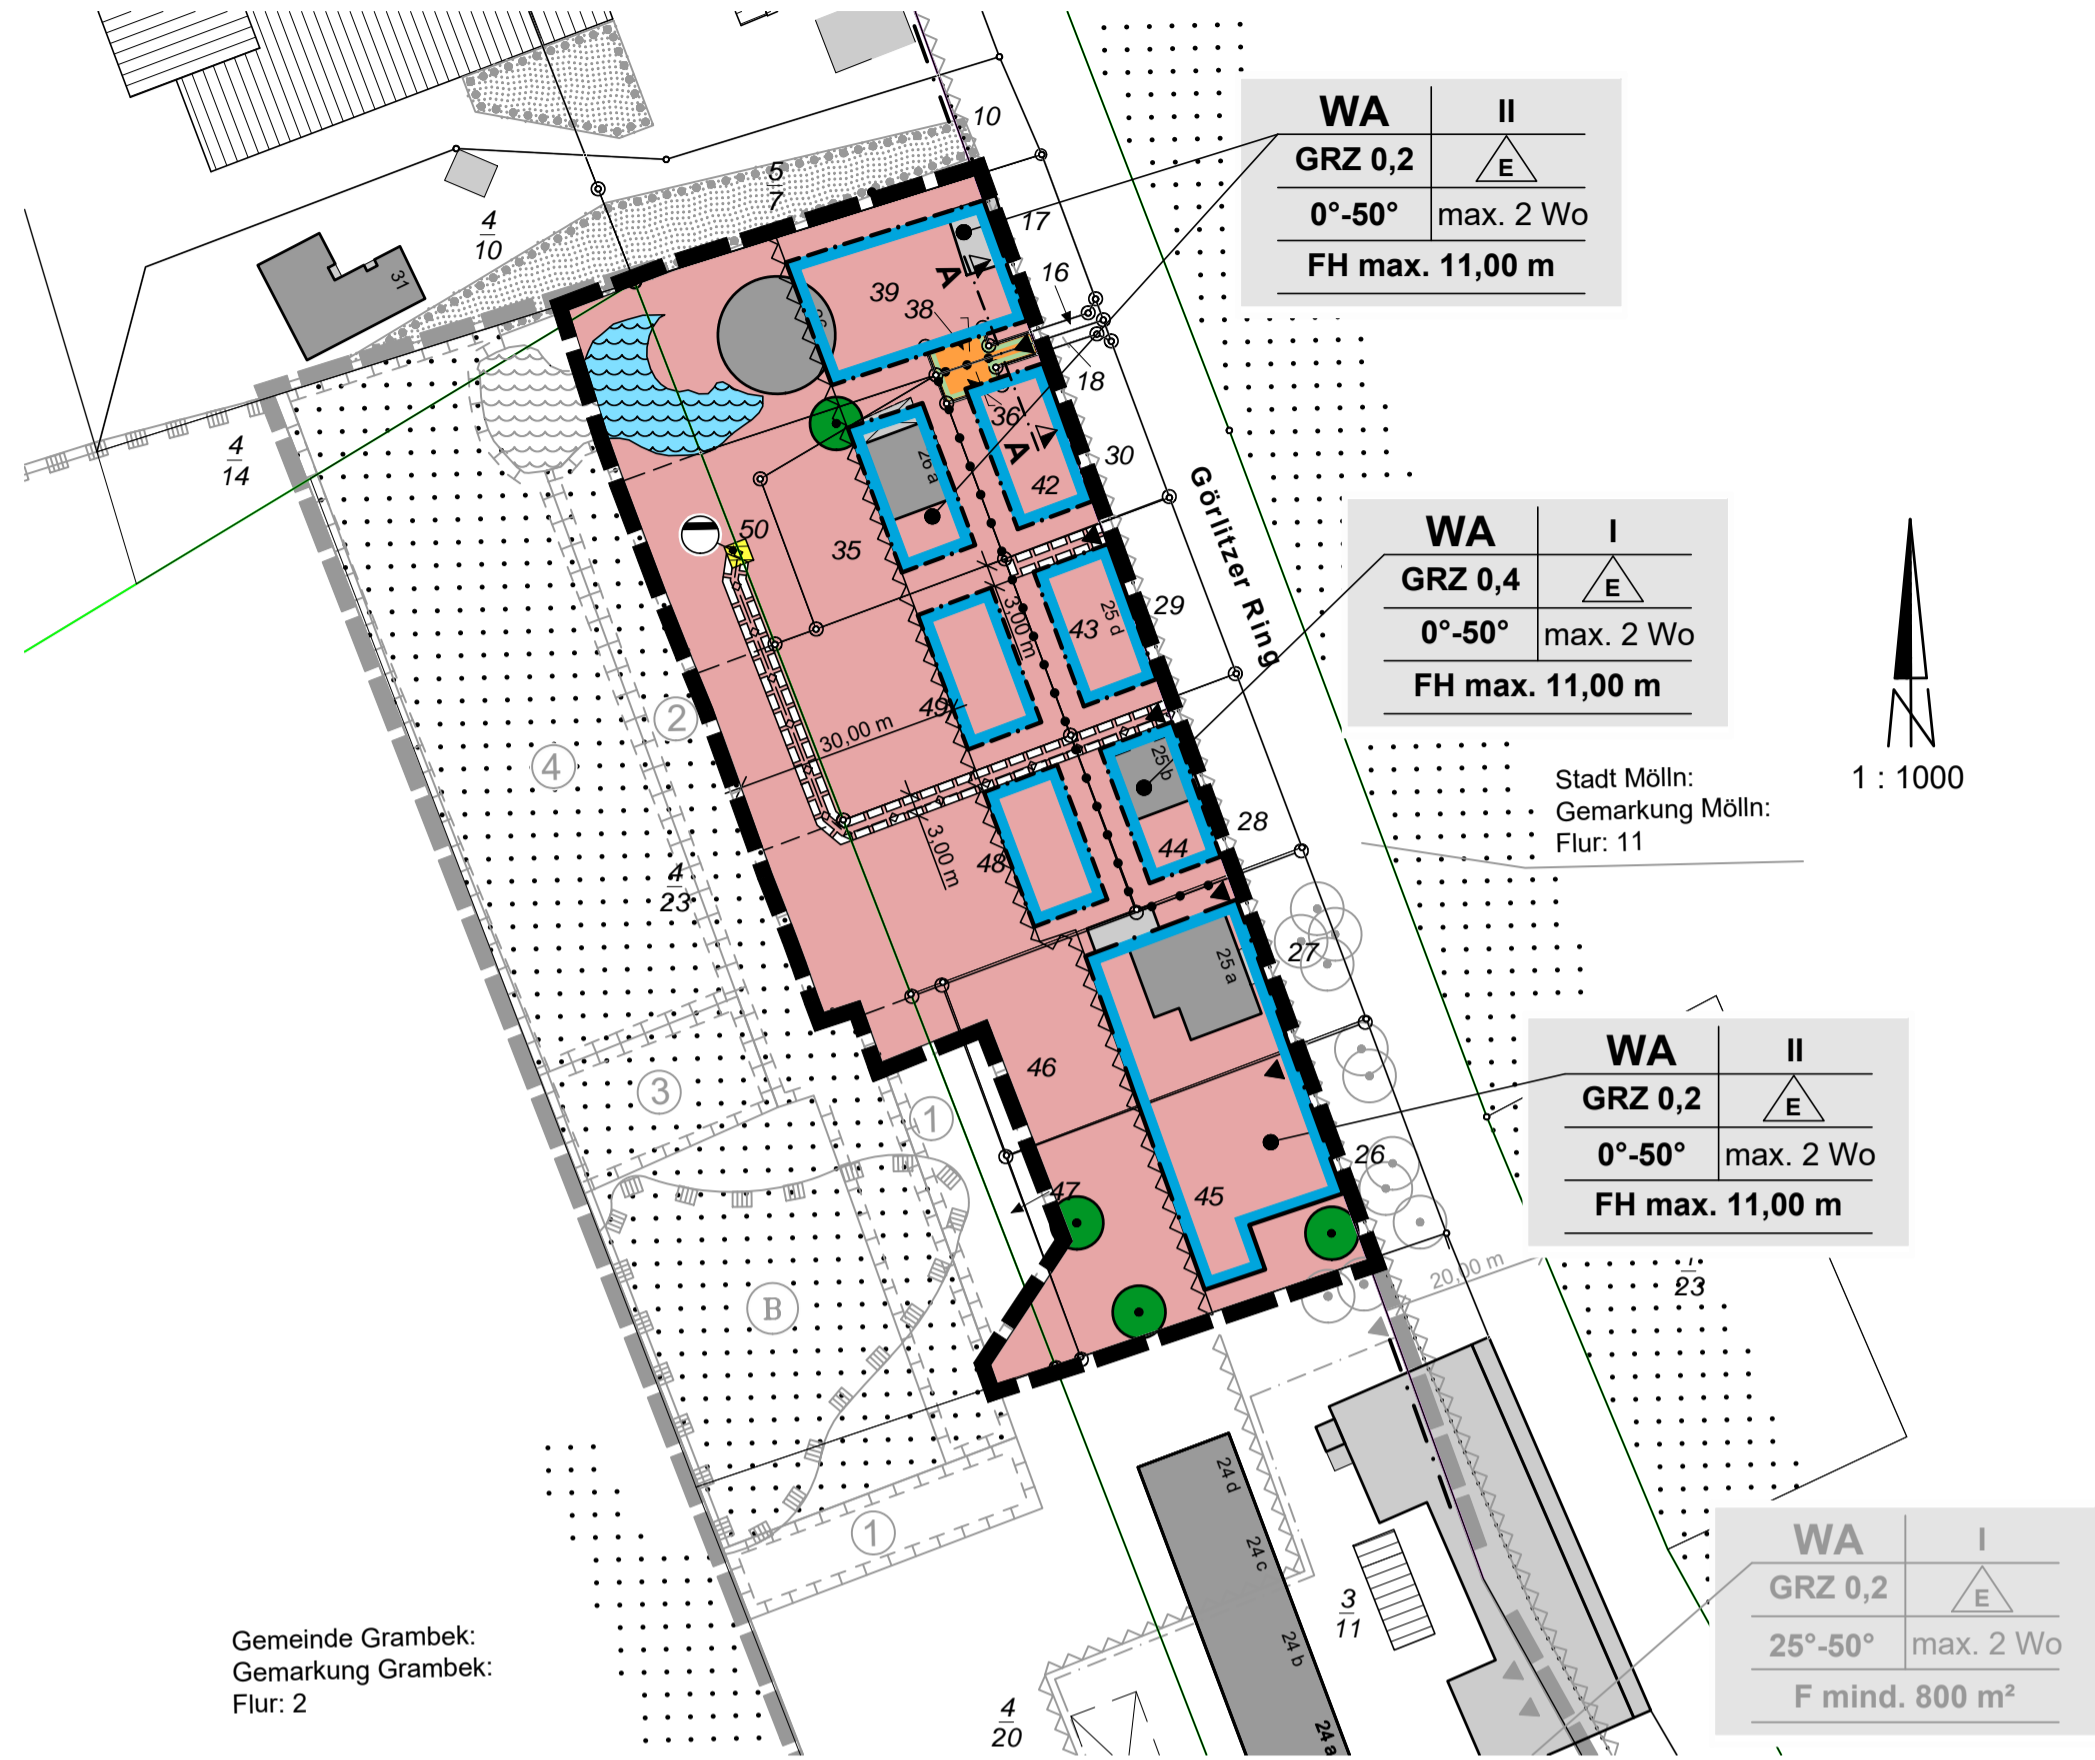 10
WA II
GRZ 0,2 E
0°-50° max. 2 Wo
FH max. 11,00 m
5
7
4
10
31
17
16
39
38
18
36
A
A
4
14
30
42
26 a
50
35
Görlitzer Ring
WA I
GRZ 0,4 E
0°-50° max. 2 Wo
FH max. 11,00 m
29
43
25 d
3,00 m
2
49
30,00 m
4
1 : 1000
Stadt Mölln:
Gemarkung Mölln:
Flur: 11
25 b
28
44
48
3,00 m
4
23
27
25 a
WA II
GRZ 0,2 E
0°-50° max. 2 Wo
FH max. 11,00 m
46
3
1
26
47
45
20,00 m
23
B
24 d
1
24 c
WA I
GRZ 0,2 E
25°-50° max. 2 Wo
F mind. 800 m²
3
11
24 b
Gemeinde Grambek:
Gemarkung Grambek:
Flur: 2
4
20
24 a
N